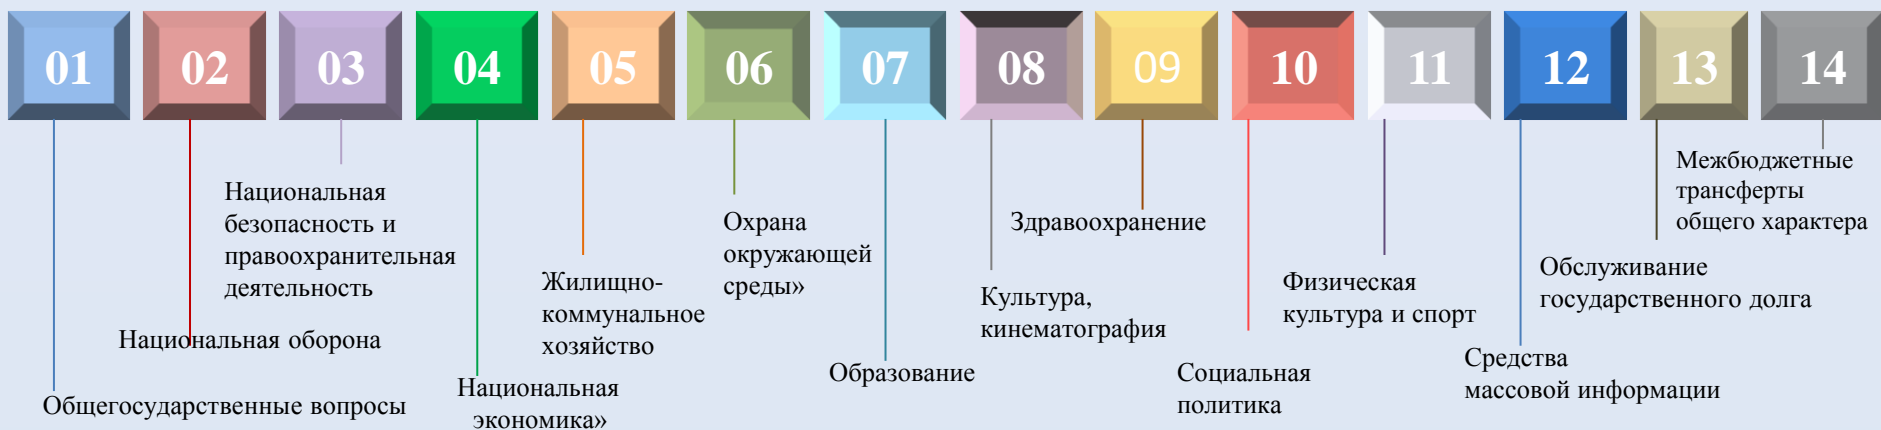 01
02
03
04
05
06
07
08
09
10
11
12
13
14
Общегосударственные вопросы
Национальная оборона
Национальная
безопасность и
правоохранительная
деятельность
Национальная
экономика»
Жилищно-
коммунальное
хозяйство
Охрана
окружающей
среды»
Образование
Культура,
кинематография
Здравоохранение
Социальная
политика
Физическая
культура и спорт
Средства
массовой информации
Обслуживание
государственного долга
Межбюджетные
трансферты
общего характера